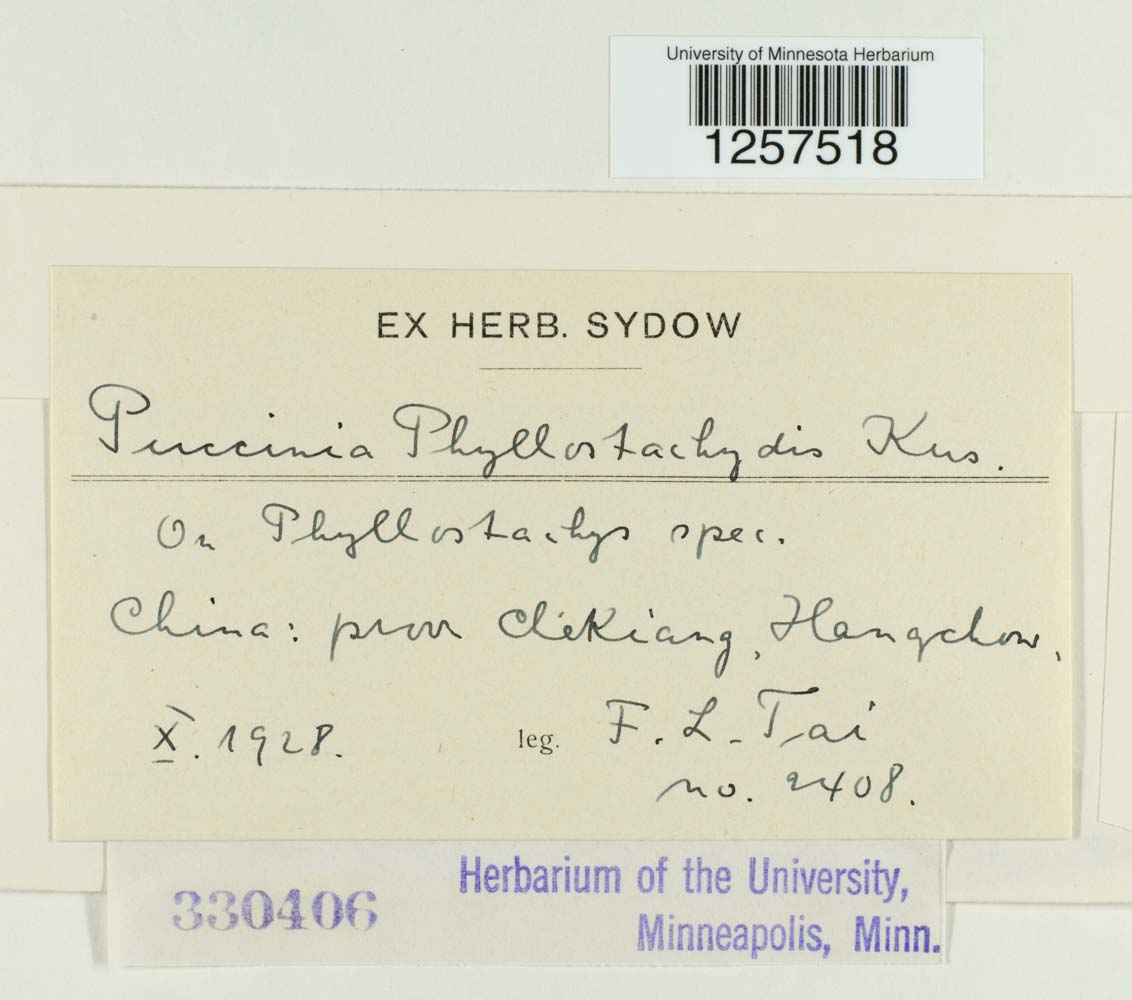 University of Minnesota Herbarium
1257518
EX HERB. SYDOW
Puccinia Phyllostachydis Kus.
On Phyllostachys spec.
China: prov Chekiang, Hangchow,
X. 1928.
leg. F. L. Tai
no. 2408.
330406
Herbarium of the University,
Minneapolis, Minn.